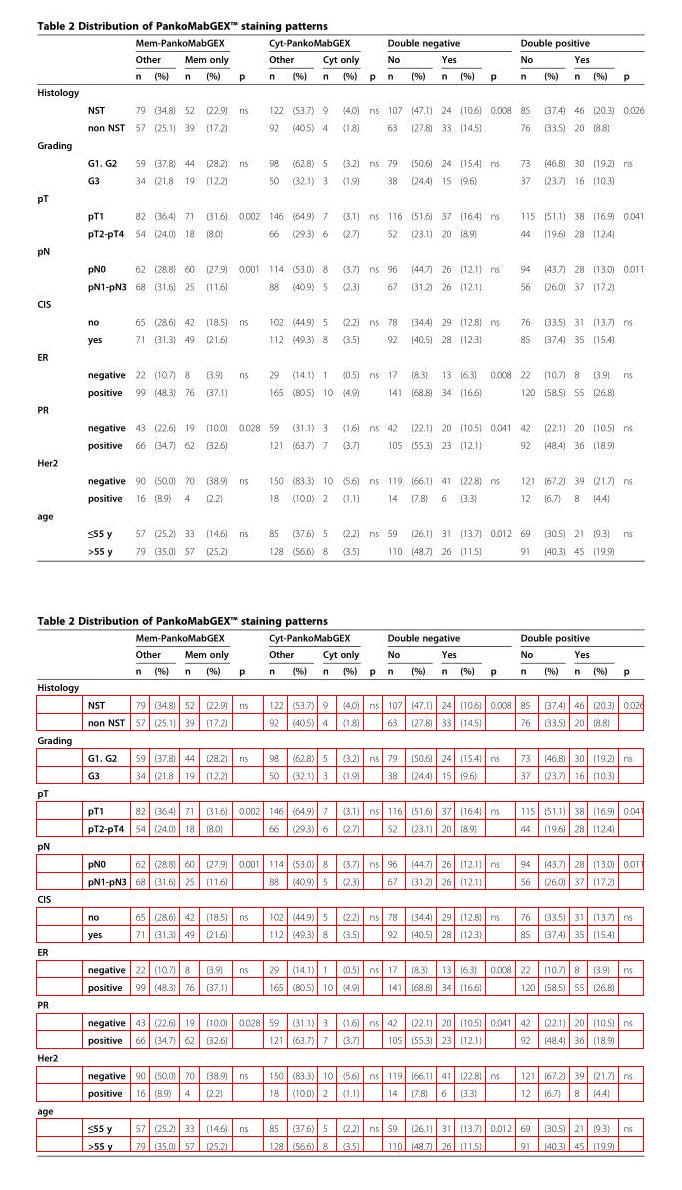 Table 2 Distribution of PankoMabGEX™ staining patterns
Mem-PankoMabGEX Cyt-PankoMabGEX Double negative Double positive
Other Mem only Other Cyt only No Yes No Yes
n (%) n (%) p n (%) n (%) p n (%) n (%) p n (%) n (%) p
Histology
NST 79 (34.8) 52 (22.9) ns 122 (53.7) 9 (4.0) ns 107 (47.1) 24 (10.6) 0.008 85 (37.4) 46 (20.3) 0.026
non NST 57 (25.1) 39 (17.2) 92 (40.5) 4 (1.8) 63 (27.8) 33 (14.5) 76 (33.5) 20 (8.8)
Grading
G1. G2 59 (37.8) 44 (28.2) ns 98 (62.8) 5 (3.2) ns 79 (50.6) 24 (15.4) ns 73 (46.8) 30 (19.2) ns
G3 34 (21.8 19 (12.2) 50 (32.1) 3 (1.9) 38 (24.4) 15 (9.6) 37 (23.7) 16 (10.3)
pT
pT1 82 (36.4) 71 (31.6) 0.002 146 (64.9) 7 (3.1) ns 116 (51.6) 37 (16.4) ns 115 (51.1) 38 (16.9) 0.041
pT2-pT4 54 (24.0) 18 (8.0) 66 (29.3) 6 (2.7) 52 (23.1) 20 (8.9) 44 (19.6) 28 (12.4)
pN
pN0 62 (28.8) 60 (27.9) 0.001 114 (53.0) 8 (3.7) ns 96 (44.7) 26 (12.1) ns 94 (43.7) 28 (13.0) 0.011
pN1-pN3 68 (31.6) 25 (11.6) 88 (40.9) 5 (2.3) 67 (31.2) 26 (12.1) 56 (26.0) 37 (17.2)
CIS
no 65 (28.6) 42 (18.5) ns 102 (44.9) 5 (2.2) ns 78 (34.4) 29 (12.8) ns 76 (33.5) 31 (13.7) ns
yes 71 (31.3) 49 (21.6) 112 (49.3) 8 (3.5) 92 (40.5) 28 (12.3) 85 (37.4) 35 (15.4)
ER
negative 22 (10.7) 8 (3.9) ns 29 (14.1) 1 (0.5) ns 17 (8.3) 13 (6.3) 0.008 22 (10.7) 8 (3.9) ns
positive 99 (48.3) 76 (37.1) 165 (80.5) 10 (4.9) 141 (68.8) 34 (16.6) 120 (58.5) 55 (26.8)
PR
negative 43 (22.6) 19 (10.0) 0.028 59 (31.1) 3 (1.6) ns 42 (22.1) 20 (10.5) 0.041 42 (22.1) 20 (10.5) ns
positive 66 (34.7) 62 (32.6) 121 (63.7) 7 (3.7) 105 (55.3) 23 (12.1) 92 (48.4) 36 (18.9)
Her2
negative 90 (50.0) 70 (38.9) ns 150 (83.3) 10 (5.6) ns 119 (66.1) 41 (22.8) ns 121 (67.2) 39 (21.7) ns
positive 16 (8.9) 4 (2.2) 18 (10.0) 2 (1.1) 14 (7.8) 6 (3.3) 12 (6.7) 8 (4.4)
age
≤55 y 57 (25.2) 33 (14.6) ns 85 (37.6) 5 (2.2) ns 59 (26.1) 31 (13.7) 0.012 69 (30.5) 21 (9.3) ns
>55 y 79 (35.0) 57 (25.2) 128 (56.6) 8 (3.5) 110 (48.7) 26 (11.5) 91 (40.3) 45 (19.9)
Table 2 Distribution of PankoMabGEX™ staining patterns
Mem-PankoMabGEX Cyt-PankoMabGEX Double negative Double positive
Other Mem only Other Cyt only No Yes No Yes
n (%) n (%) p n (%) n (%) p n (%) n (%) p n (%) n (%) p
Histology
NST 79 (34.8) 52 (22.9) ns 122 (53.7) 9 (4.0) ns 107 (47.1) 24 (10.6) 0.008 85 (37.4) 46 (20.3) 0.026
non NST 57 (25.1) 39 (17.2) 92 (40.5) 4 (1.8) 63 (27.8) 33 (14.5) 76 (33.5) 20 (8.8)
Grading
G1. G2 59 (37.8) 44 (28.2) ns 98 (62.8) 5 (3.2) ns 79 (50.6) 24 (15.4) ns 73 (46.8) 30 (19.2) ns
G3 34 (21.8 19 (12.2) 50 (32.1) 3 (1.9) 38 (24.4) 15 (9.6) 37 (23.7) 16 (10.3)
pT
pT1 82 (36.4) 71 (31.6) 0.002 146 (64.9) 7 (3.1) ns 116 (51.6) 37 (16.4) ns 115 (51.1) 38 (16.9) 0.041
pT2-pT4 54 (24.0) 18 (8.0) 66 (29.3) 6 (2.7) 52 (23.1) 20 (8.9) 44 (19.6) 28 (12.4)
pN
pN0 62 (28.8) 60 (27.9) 0.001 114 (53.0) 8 (3.7) ns 96 (44.7) 26 (12.1) ns 94 (43.7) 28 (13.0) 0.011
pN1-pN3 68 (31.6) 25 (11.6) 88 (40.9) 5 (2.3) 67 (31.2) 26 (12.1) 56 (26.0) 37 (17.2)
CIS
no 65 (28.6) 42 (18.5) ns 102 (44.9) 5 (2.2) ns 78 (34.4) 29 (12.8) ns 76 (33.5) 31 (13.7) ns
yes 71 (31.3) 49 (21.6) 112 (49.3) 8 (3.5) 92 (40.5) 28 (12.3) 85 (37.4) 35 (15.4)
ER
negative 22 (10.7) 8 (3.9) ns 29 (14.1) 1 (0.5) ns 17 (8.3) 13 (6.3) 0.008 22 (10.7) 8 (3.9) ns
positive 99 (48.3) 76 (37.1) 165 (80.5) 10 (4.9) 141 (68.8) 34 (16.6) 120 (58.5) 55 (26.8)
PR
negative 43 (22.6) 19 (10.0) 0.028 59 (31.1) 3 (1.6) ns 42 (22.1) 20 (10.5) 0.041 42 (22.1) 20 (10.5) ns
positive 66 (34.7) 62 (32.6) 121 (63.7) 7 (3.7) 105 (55.3) 23 (12.1) 92 (48.4) 36 (18.9)
Her2
negative 90 (50.0) 70 (38.9) ns 150 (83.3) 10 (5.6) ns 119 (66.1) 41 (22.8) ns 121 (67.2) 39 (21.7) ns
positive 16 (8.9) 4 (2.2) 18 (10.0) 2 (1.1) 14 (7.8) 6 (3.3) 12 (6.7) 8 (4.4)
age
≤55 y 57 (25.2) 33 (14.6) ns 85 (37.6) 5 (2.2) ns 59 (26.1) 31 (13.7) 0.012 69 (30.5) 21 (9.3) ns
>55 y 79 (35.0) 57 (25.2) 128 (56.6) 8 (3.5) 110 (48.7) 26 (11.5) 91 (40.3) 45 (19.9)